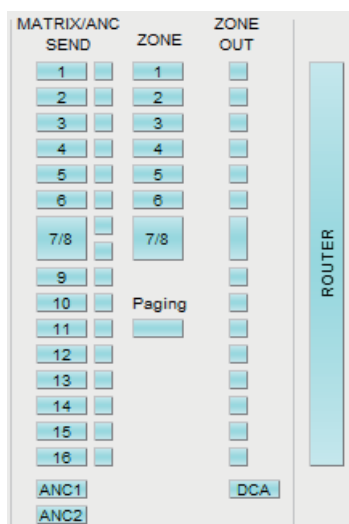 MATRIX/ANC SEND
ZONE
ZONE OUT
1 1
2 2
3 3
4 4
5 5
6 6
7/8 7/8
9
10 Paging
11
12
13
14
15
16
ANC1 DCA
ANC2
ROUTER